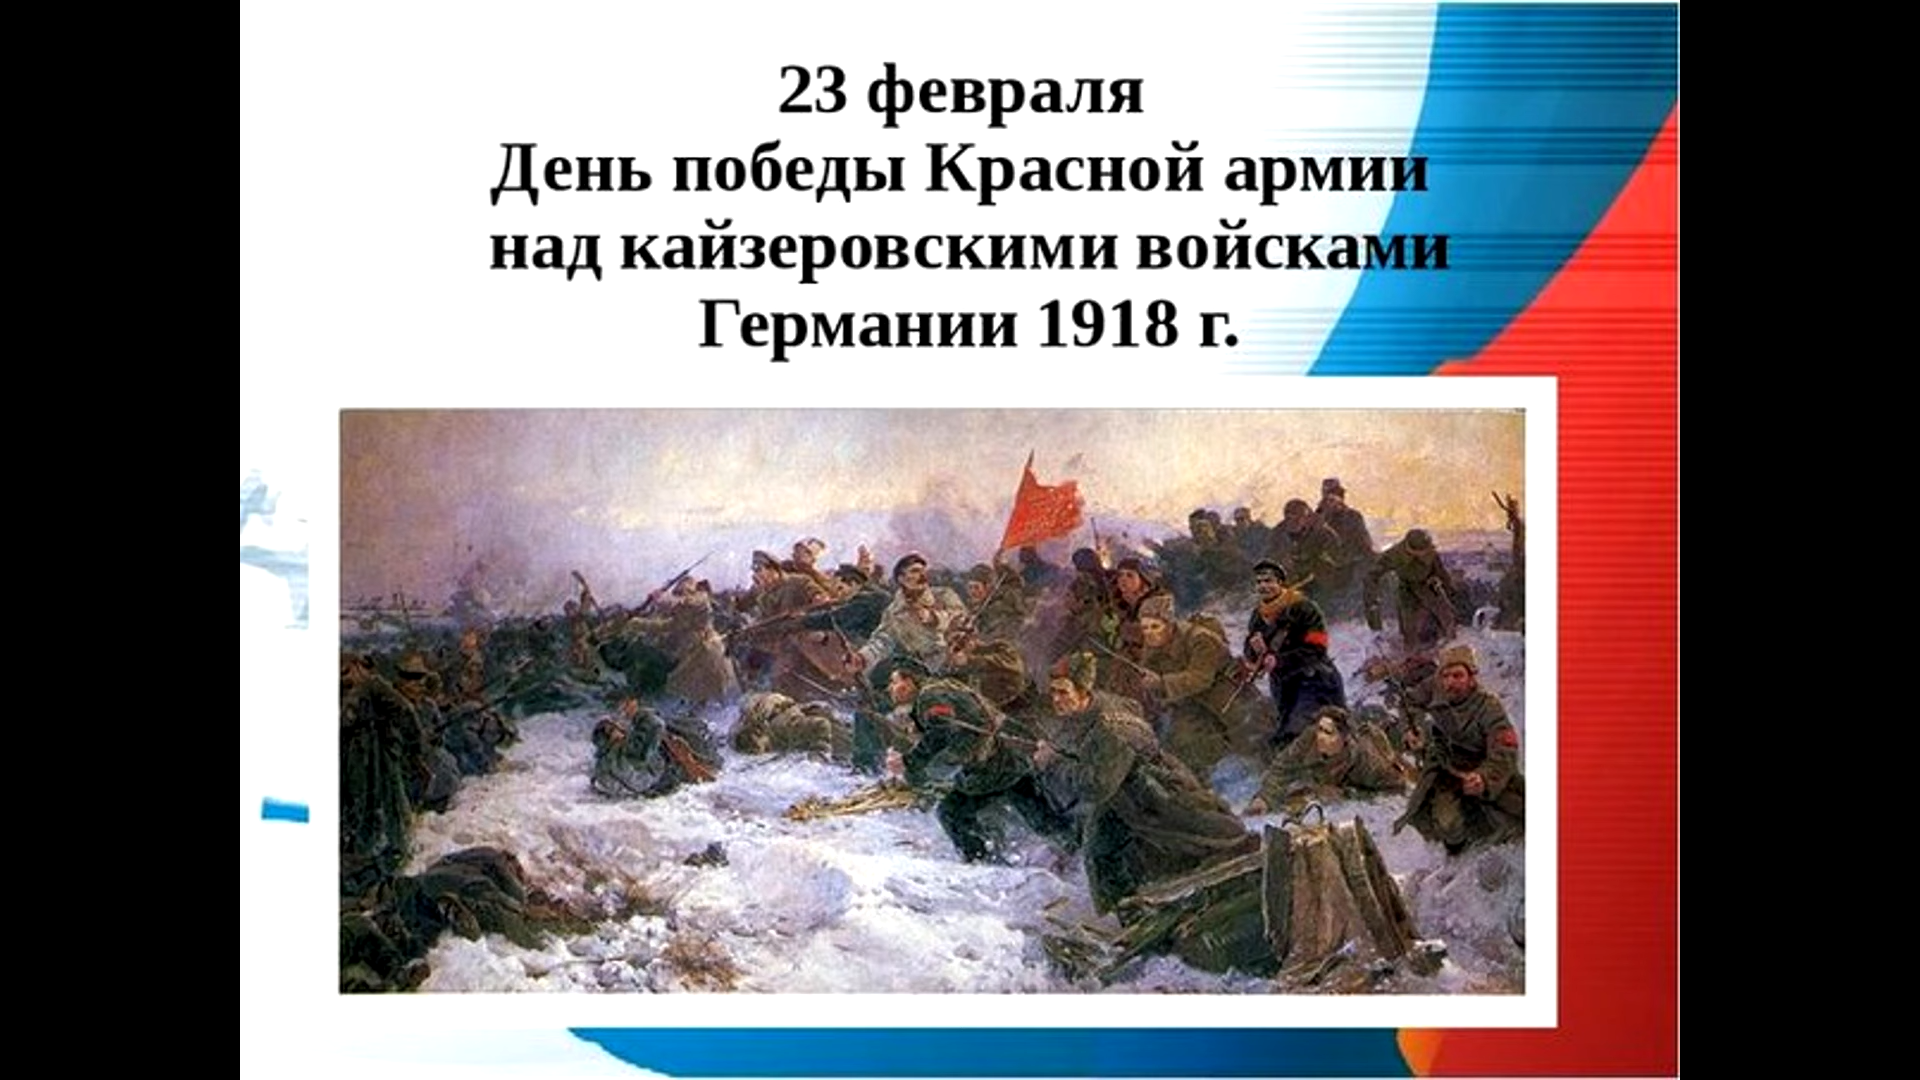 23 февраля
День победы Красной армии
над кайзеровскими войсками
Германии 1918 г.